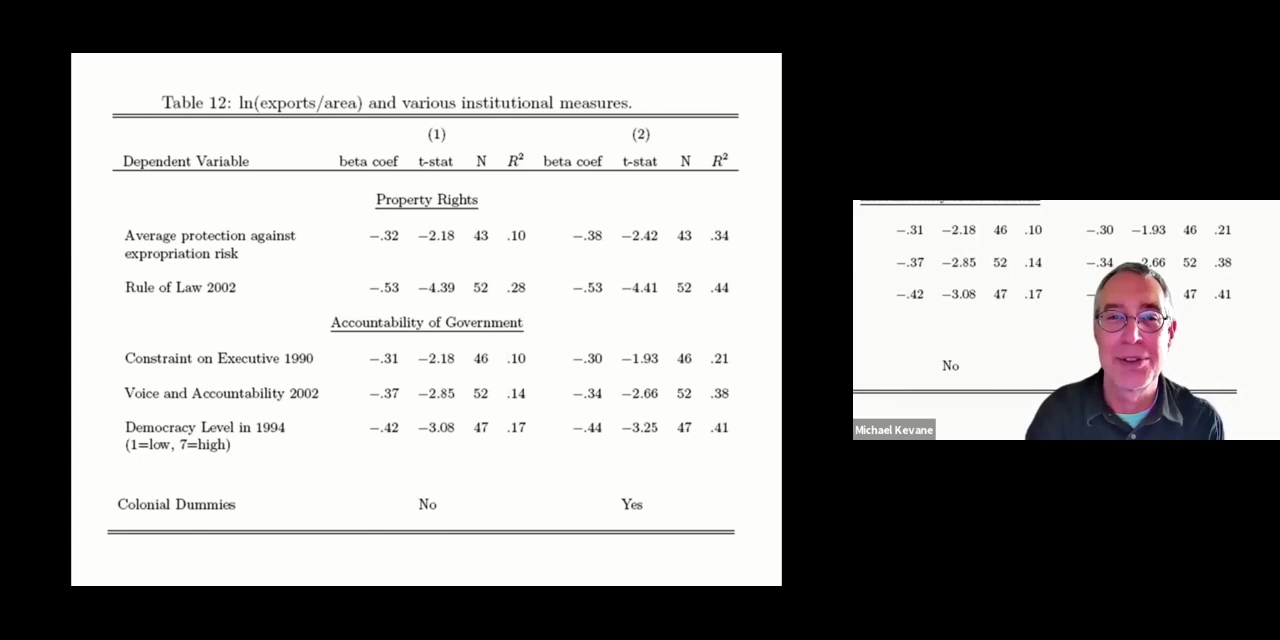 Table 12: ln(exports/area) and various institutional measures.
(1) (2)
Dependent Variable beta coef t-stat N R² beta coef t-stat N R²
Property Rights
Average protection against −.32 −2.18 43 .10 −.38 −2.42 43 .34
expropriation risk
Rule of Law 2002 −.53 −4.39 52 .28 −.53 −4.41 52 .44
Accountability of Government
Constraint on Executive 1990 −.31 −2.18 46 .10 −.30 −1.93 46 .21
Voice and Accountability 2002 −.37 −2.85 52 .14 −.34 −2.66 52 .38
Democracy Level in 1994 −.42 −3.08 47 .17 −.44 −3.25 47 .41
(1=low, 7=high)
Colonial Dummies No Yes
−.31 −2.18 46 .10 −.30 −1.93 46 .21
−.37 −2.85 52 .14 −.34 2.66 52 .38
−.42 −3.08 47 .17 47 .41
No
Michael Kevane